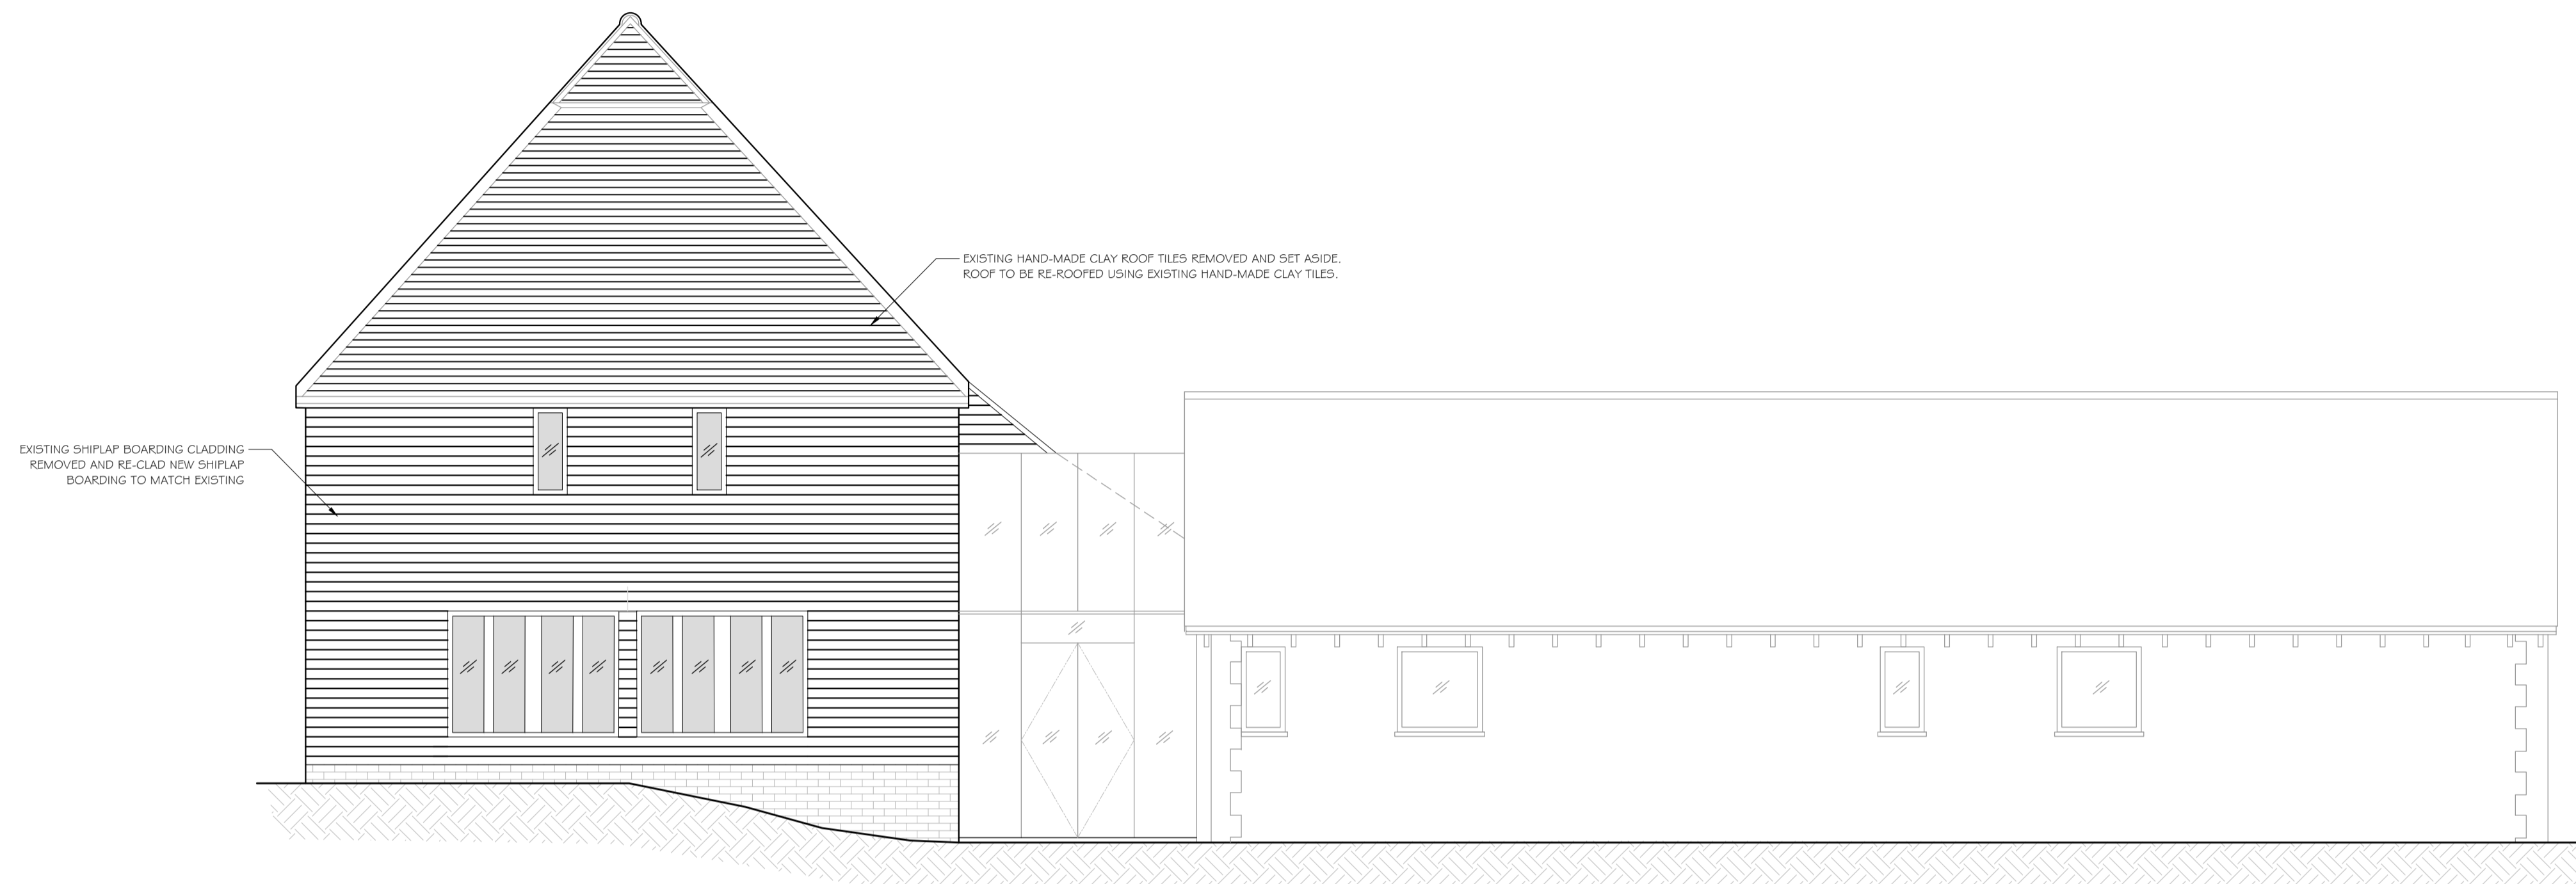 EXISTING HAND-MADE CLAY ROOF TILES REMOVED AND SET ASIDE.
ROOF TO BE RE-ROOFED USING EXISTING HAND-MADE CLAY TILES.
EXISTING SHIPLAP BOARDING CLADDING
REMOVED AND RE-CLAD NEW SHIPLAP
BOARDING TO MATCH EXISTING